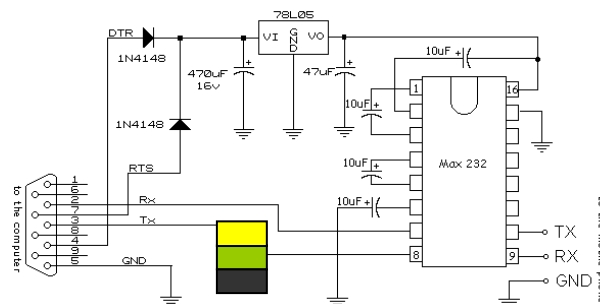 78L05
DTR
VI
GND
VO
1N4148
470uF
16v
47uF
10uF
1
16
10uF
1N4148
Max 232
RTS
10uF
to the computer
1
6
2
7
3
8
4
9
5
Rx
Tx
10uF
GND
8
9
TX
RX
GND